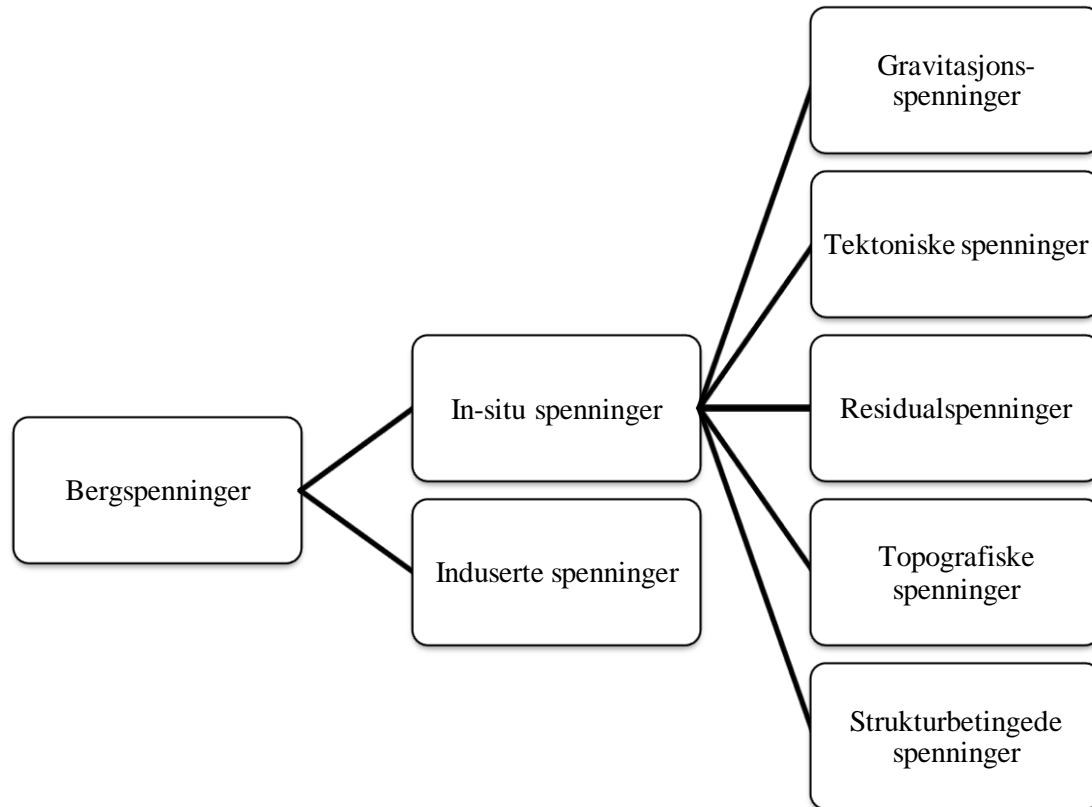 Bergspenninger
In-situ spenninger
Induserte spenninger
Gravitasjons-
spenninger
Tektoniske spenninger
Residualspenninger
Topografiske
spenninger
Strukturbetingede
spenninger